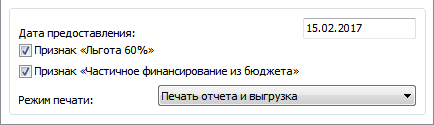 Дата предоставления: 15.02.2017
Признак «Льгота 60%»
Признак «Частичное финансирование из бюджета»
Режим печати: Печать отчета и выгрузка